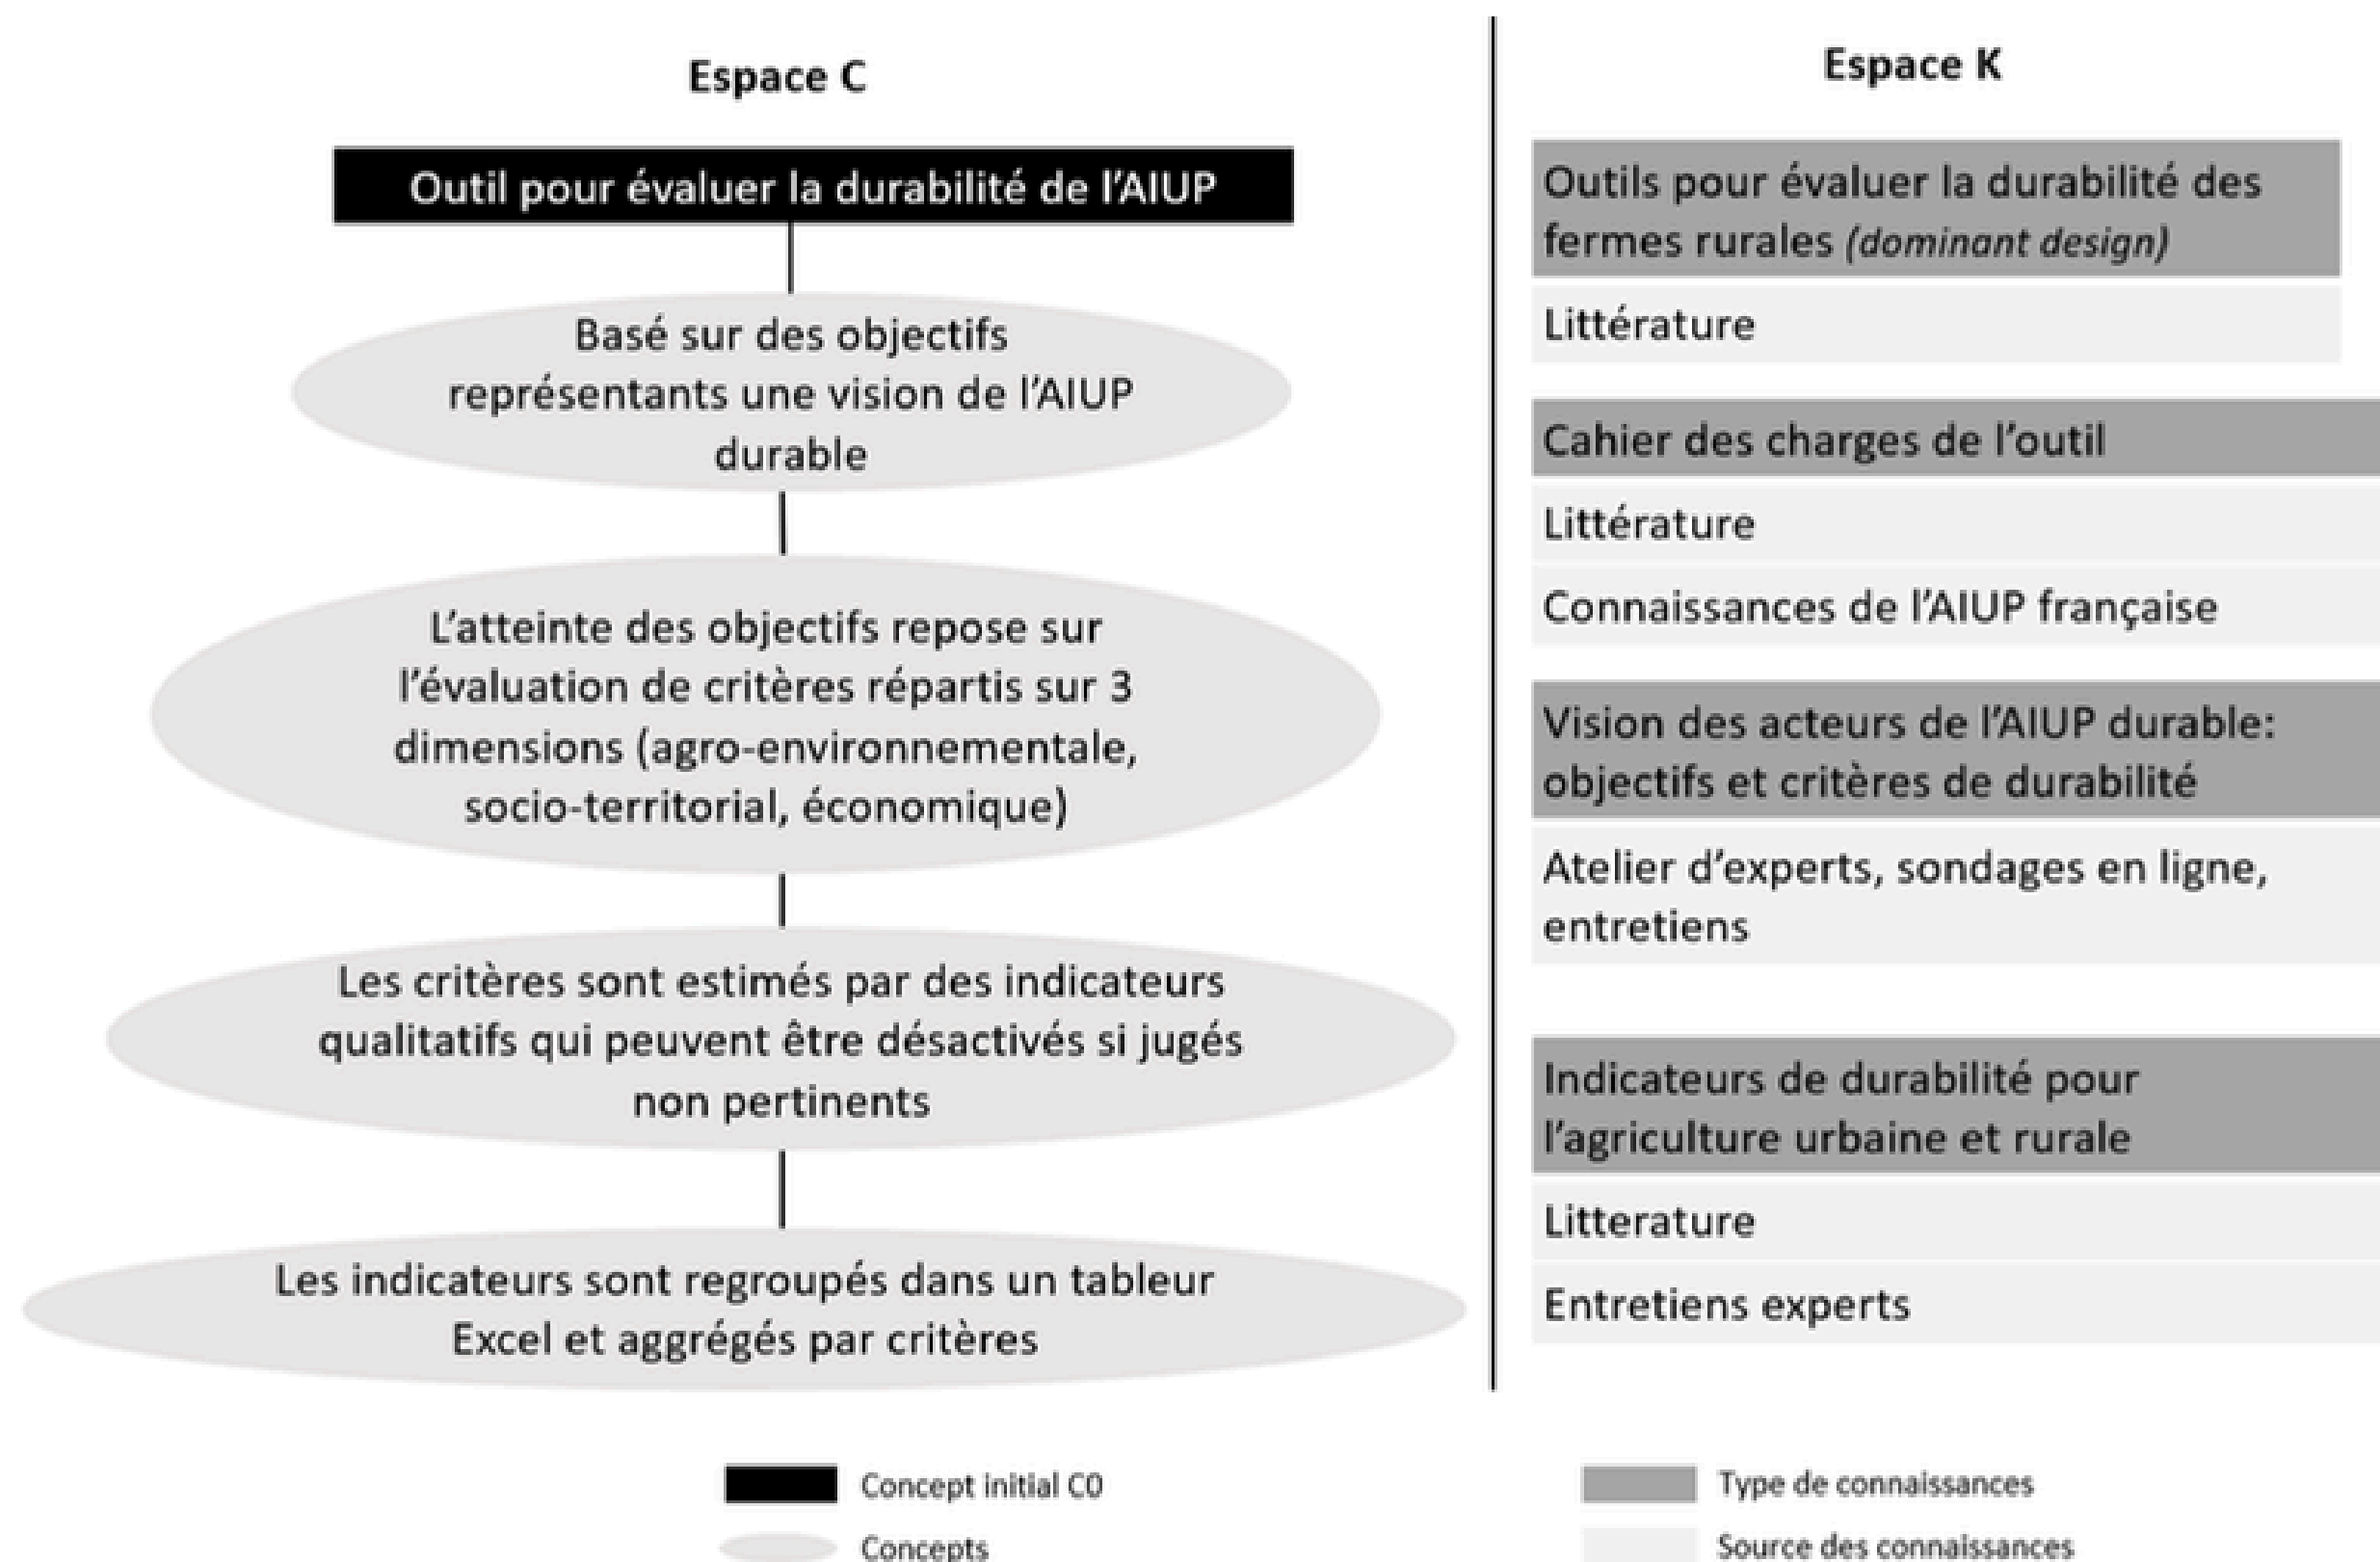 Espace C
Outil pour évaluer la durabilité de l'AIUP
Basé sur des objectifs
représentants une vision de l'AIUP
durable
L'atteinte des objectifs repose sur
l'évaluation de critères répartis sur 3
dimensions (agro-environnementale,
socio-territorial, économique)
Les critères sont estimés par des indicateurs
qualitatifs qui peuvent être désactivés si jugés
non pertinents
Les indicateurs sont regroupés dans un tableur
Excel et aggrégés par critères
Concept initial C0
Concepts
Espace K
Outils pour évaluer la durabilité des
fermes rurales (dominant design)
Littérature
Cahier des charges de l'outil
Littérature
Connaissances de l'AIUP française
Vision des acteurs de l'AIUP durable:
objectifs et critères de durabilité
Atelier d'experts, sondages en ligne,
entretiens
Indicateurs de durabilité pour
l'agriculture urbaine et rurale
Litterature
Entretiens experts
Type de connaissances
Source des connaissances